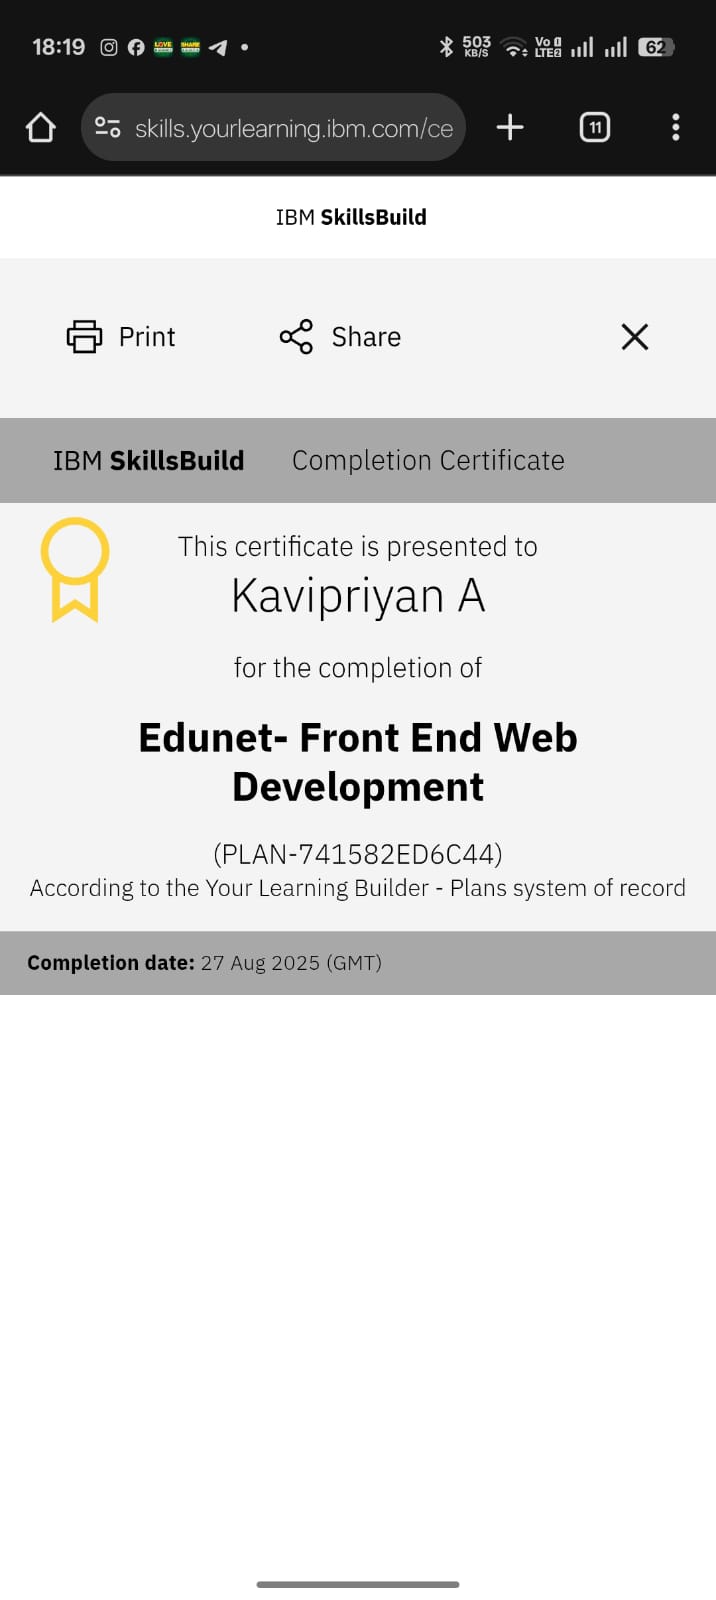 18:19 LOVE SHARE 503 KB/S Vo LTE2 62
skills.yourlearning.ibm.com/ce 11
IBM SkillsBuild
Print Share
IBM SkillsBuild Completion Certificate
This certificate is presented to
Kavipriyan A
for the completion of
Edunet- Front End Web
Development
(PLAN-741582ED6C44)
According to the Your Learning Builder - Plans system of record
Completion date: 27 Aug 2025 (GMT)